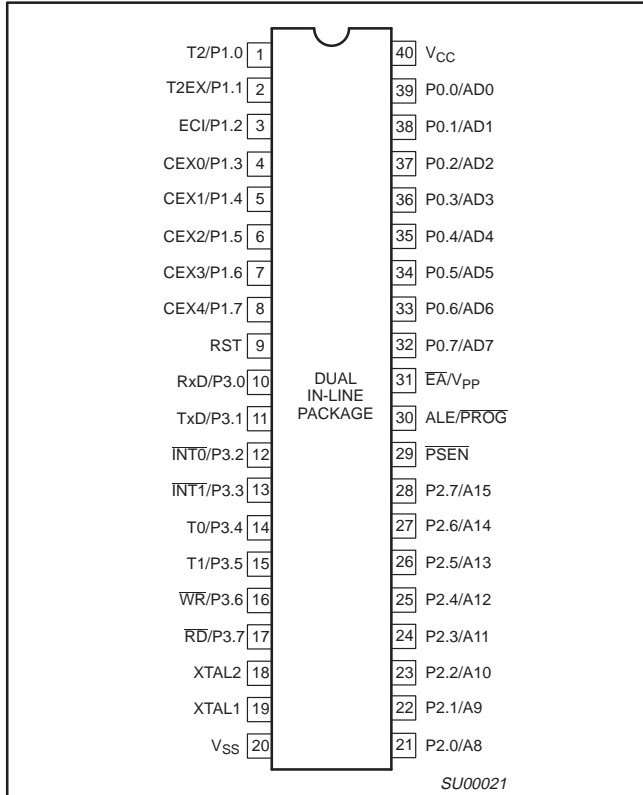 T2/P1.0 1
T2EX/P1.1 2
ECI/P1.2 3
CEX0/P1.3 4
CEX1/P1.4 5
CEX2/P1.5 6
CEX3/P1.6 7
CEX4/P1.7 8
RST 9
RxD/P3.0 10
TxD/P3.1 11
I̅N̅T̅0̅/P3.2 12
I̅N̅T̅1̅/P3.3 13
T0/P3.4 14
T1/P3.5 15
W̅R̅/P3.6 16
R̅D̅/P3.7 17
XTAL2 18
XTAL1 19
VSS 20
DUAL
IN-LINE
PACKAGE
40 VCC
39 P0.0/AD0
38 P0.1/AD1
37 P0.2/AD2
36 P0.3/AD3
35 P0.4/AD4
34 P0.5/AD5
33 P0.6/AD6
32 P0.7/AD7
31 E̅A̅/VPP
30 ALE/P̅R̅O̅G̅
29 P̅S̅E̅N̅
28 P2.7/A15
27 P2.6/A14
26 P2.5/A13
25 P2.4/A12
24 P2.3/A11
23 P2.2/A10
22 P2.1/A9
21 P2.0/A8
SU00021